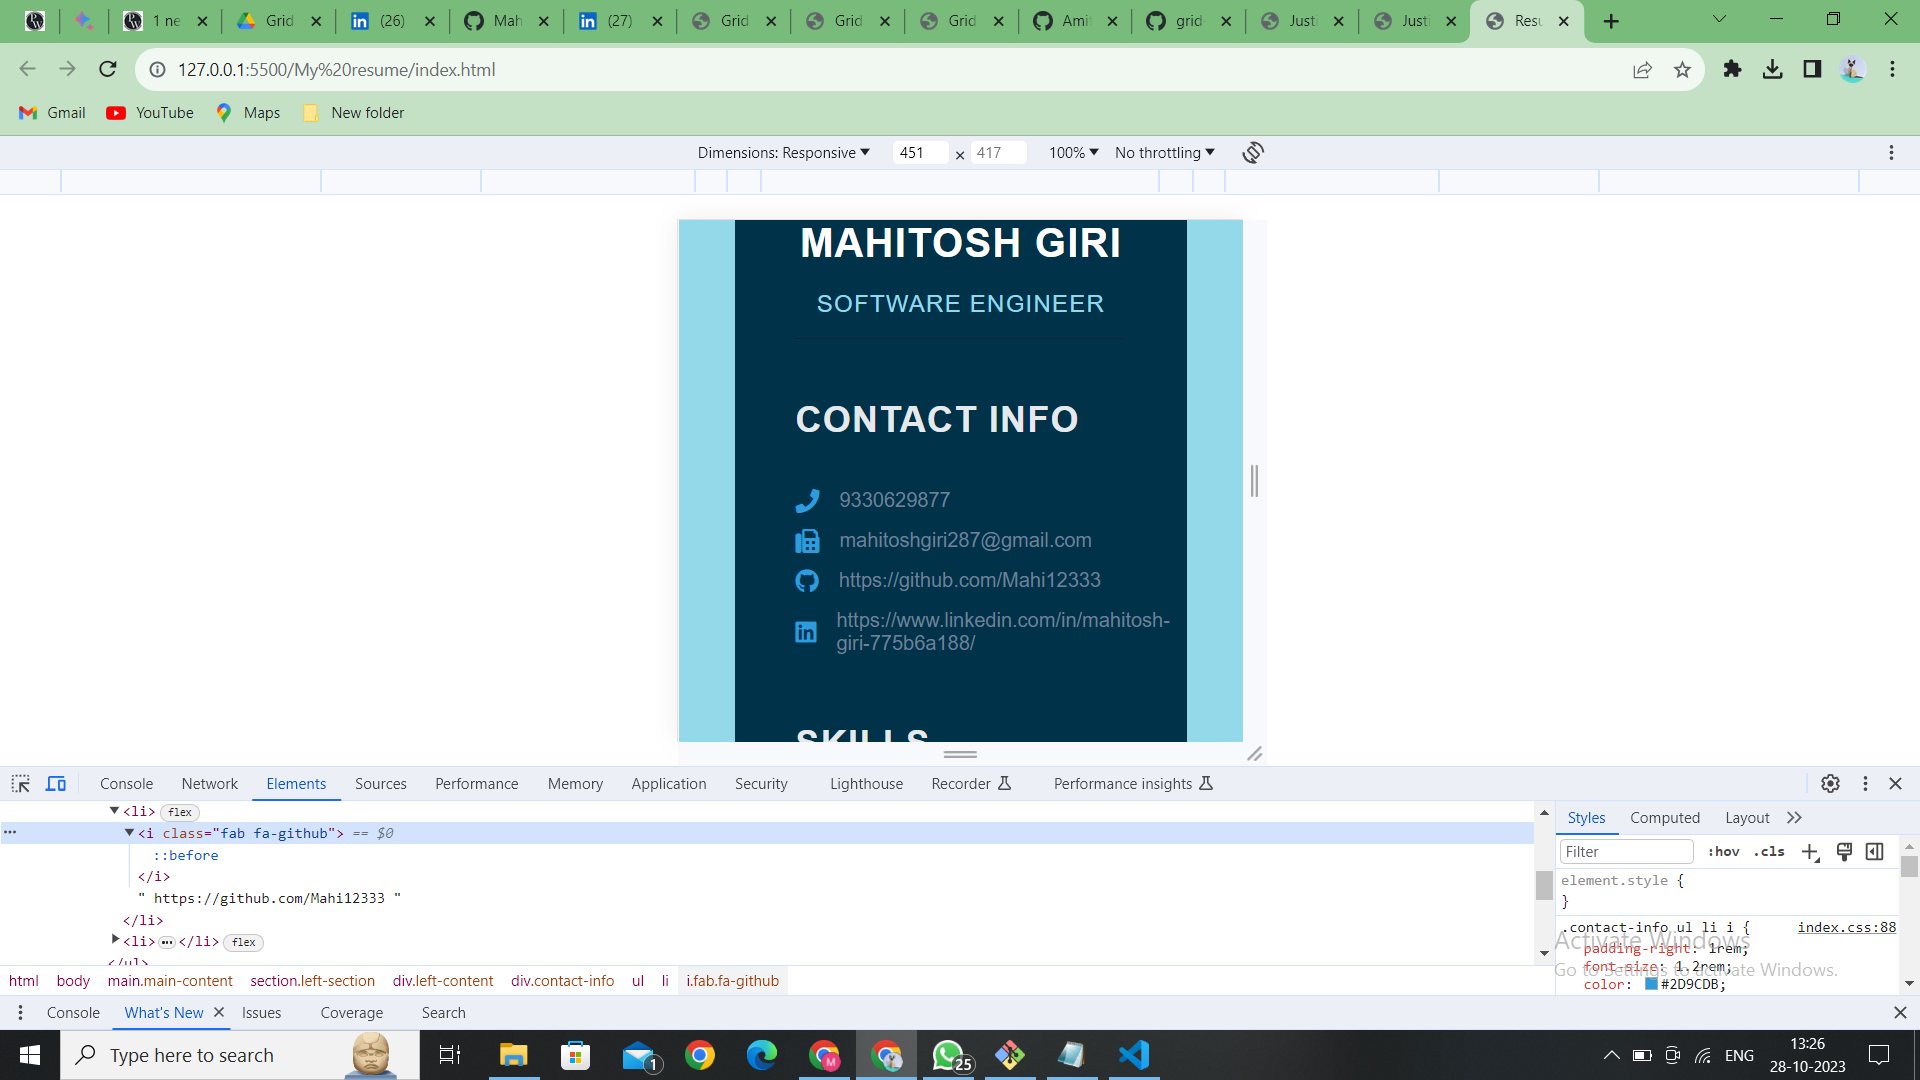 1 ne
Grid
(26)
Mah
(27)
Grid
Grid
Grid
Ami
grid
Justi
Justi
Resu
127.0.0.1:5500/My%20resume/index.html
Gmail
YouTube
Maps
New folder
Dimensions: Responsive
451 × 417
100%
No throttling
MAHITOSH GIRI
SOFTWARE ENGINEER
CONTACT INFO
9330629877
mahitoshgiri287@gmail.com
https://github.com/Mahi12333
https://www.linkedin.com/in/mahitosh-
giri-775b6a188/
SKILLS
Console Network Elements Sources Performance Memory Application Security Lighthouse Recorder Performance insights
<li> flex
<i class="fab fa-github"> == $0
::before
</i>
" https://github.com/Mahi12333 "
</li>
<li> ••• </li> flex
</ul>
html body main.main-content section.left-section div.left-content div.contact-info ul li i.fab.fa-github
Styles Computed Layout
Filter :hov .cls
element.style {
}
.contact-info ul li i { index.css:88
padding-right: 1rem;
font-size: 1.2rem;
color: #2D9CDB;
Activate Windows
Go to Settings to activate Windows.
Console What's New Issues Coverage Search
Type here to search
1
M
25
ENG
13:26
28-10-2023